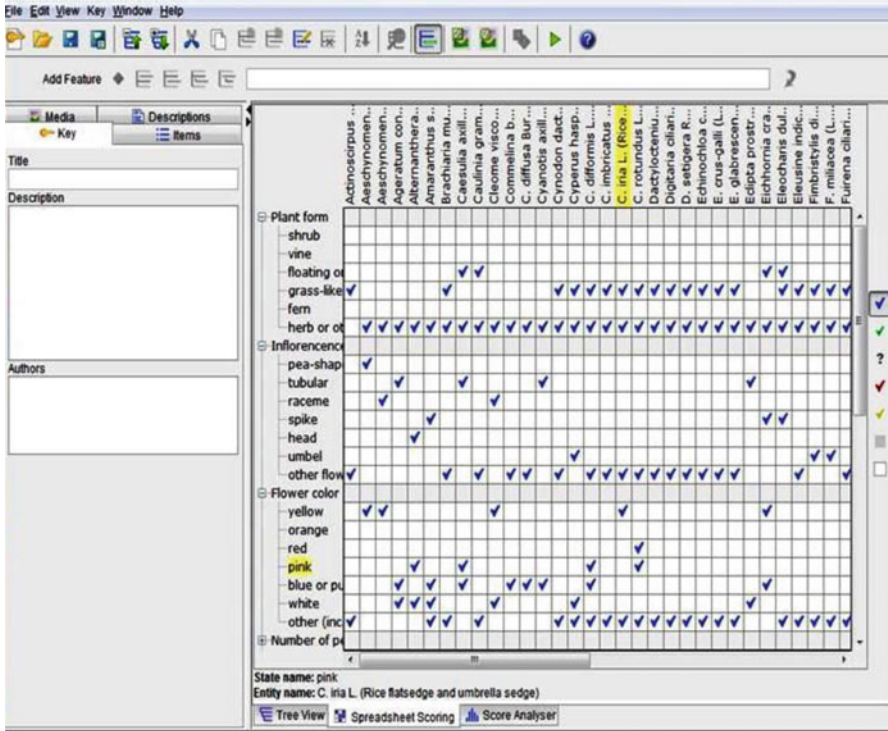 File Edit View Key Window Help
Add Feature
Media
Descriptions
Key
Items
Title
Description
Authors
Actinoscirpus ...
Aeschynomen...
Aeschynomen...
Ageratum con...
Alternanthera...
Amaranthus s...
Brachiaria mu...
Caesulia axill...
Caulinia gram...
Cleome visco...
Commelina b...
C. diffusa Bur...
Cyanotis axill...
Cynodon dact...
Cyperus hasp...
C. difformis L...
C. imbricatus ...
C. iria L. (Rice...
C. rotundus L...
Dactylocteniu...
Digitaria ciliari...
D. setigera R...
Echinochloa c...
E. crus-galli (L...
E. glabrescen...
Eclipta prostr...
Eichhornia cra...
Eleocharis dul...
Eleusine indic...
Fimbristylis di...
F. miliacea (L....
Fuirena ciliari...
Plant form
shrub
vine
floating or
grass-like
fern
herb or ot
Inflorencence
pea-shap
tubular
raceme
spike
head
umbel
other flow
Flower color
yellow
orange
red
pink
blue or pu
white
other (inc
Number of pe
State name: pink
Entity name: C. iria L. (Rice flatsedge and umbrella sedge)
Tree View
Spreadsheet Scoring
Score Analyser